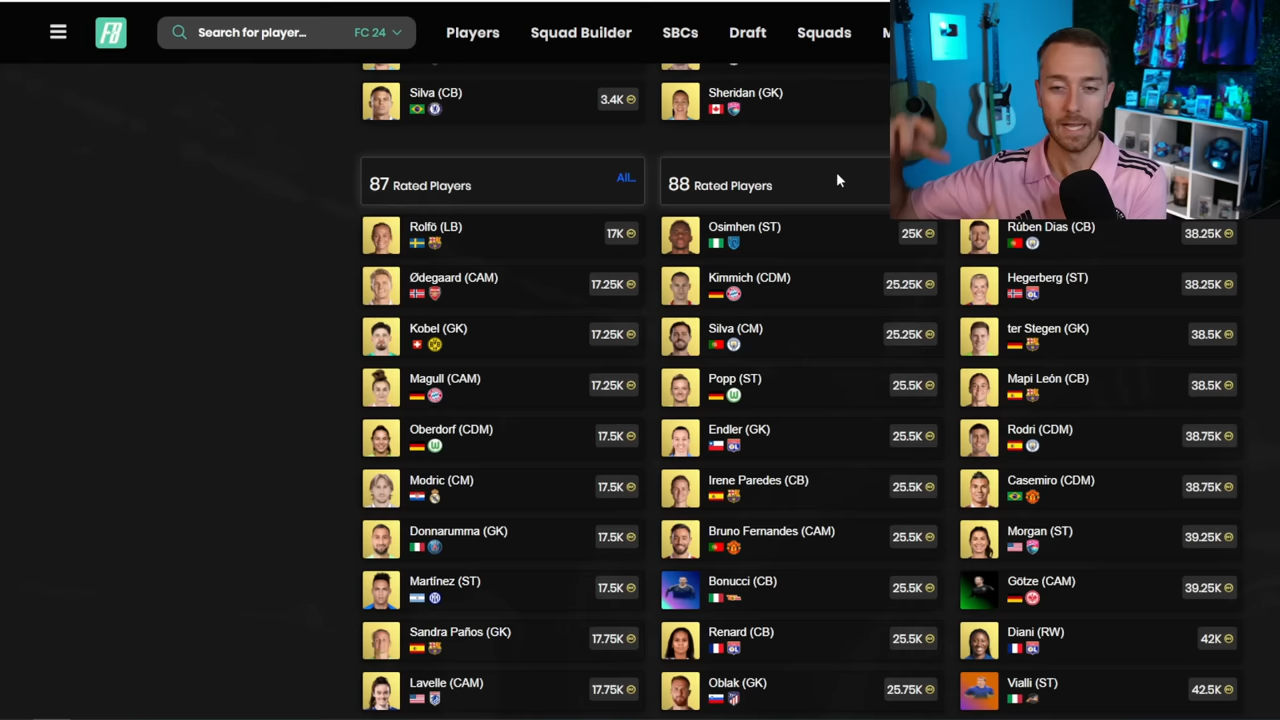 FB
Search for player...
FC 24
Players
Squad Builder
SBCs
Draft
Squads
M
Silva (CB)
3.4K
Sheridan (GK)
87 Rated Players
All...
88 Rated Players
Rolfö (LB)
17K
Osimhen (ST)
25K
Rúben Dias (CB)
38.25K
Ødegaard (CAM)
17.25K
Kimmich (CDM)
25.25K
Hegerberg (ST)
38.25K
Kobel (GK)
17.25K
Silva (CM)
25.25K
ter Stegen (GK)
38.5K
Magull (CAM)
17.25K
Popp (ST)
25.5K
Mapi León (CB)
38.5K
Oberdorf (CDM)
17.5K
Endler (GK)
25.5K
Rodri (CDM)
38.75K
Modric (CM)
17.5K
Irene Paredes (CB)
25.5K
Casemiro (CDM)
38.75K
Donnarumma (GK)
17.5K
Bruno Fernandes (CAM)
25.5K
Morgan (ST)
39.25K
Martínez (ST)
17.5K
Bonucci (CB)
25.5K
Götze (CAM)
39.25K
Sandra Paños (GK)
17.75K
Renard (CB)
25.5K
Diani (RW)
42K
Lavelle (CAM)
17.75K
Oblak (GK)
25.75K
Vialli (ST)
42.5K